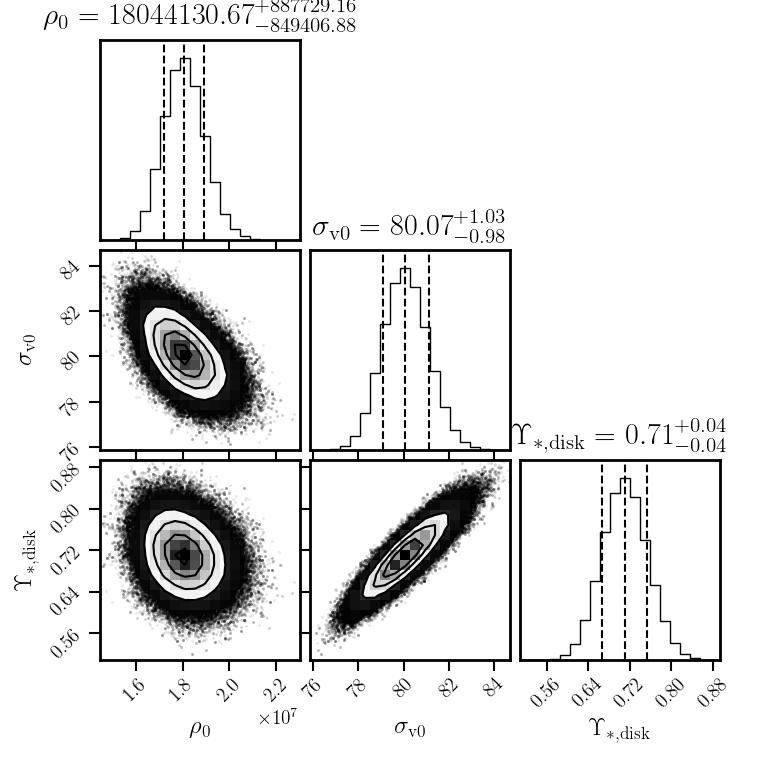 ρ₀ = 18044130.67⁺⁸⁸⁷⁷²⁹·¹⁶₋₈₄₉₄₀₆.₈₈
σᵥ₀ = 80.07⁺¹·⁰³₋₀.₉₈
84
82
80
78
76
σᵥ₀
Υ∗,disk = 0.71⁺⁰·⁰⁴₋₀.₀₄
0.88
0.80
0.72
0.64
0.56
Υ∗,disk
1.6 1.8 2.0 2.2 76 78 80 82 84 0.56 0.64 0.72 0.80 0.88
×10⁷
ρ₀ σᵥ₀ Υ∗,disk